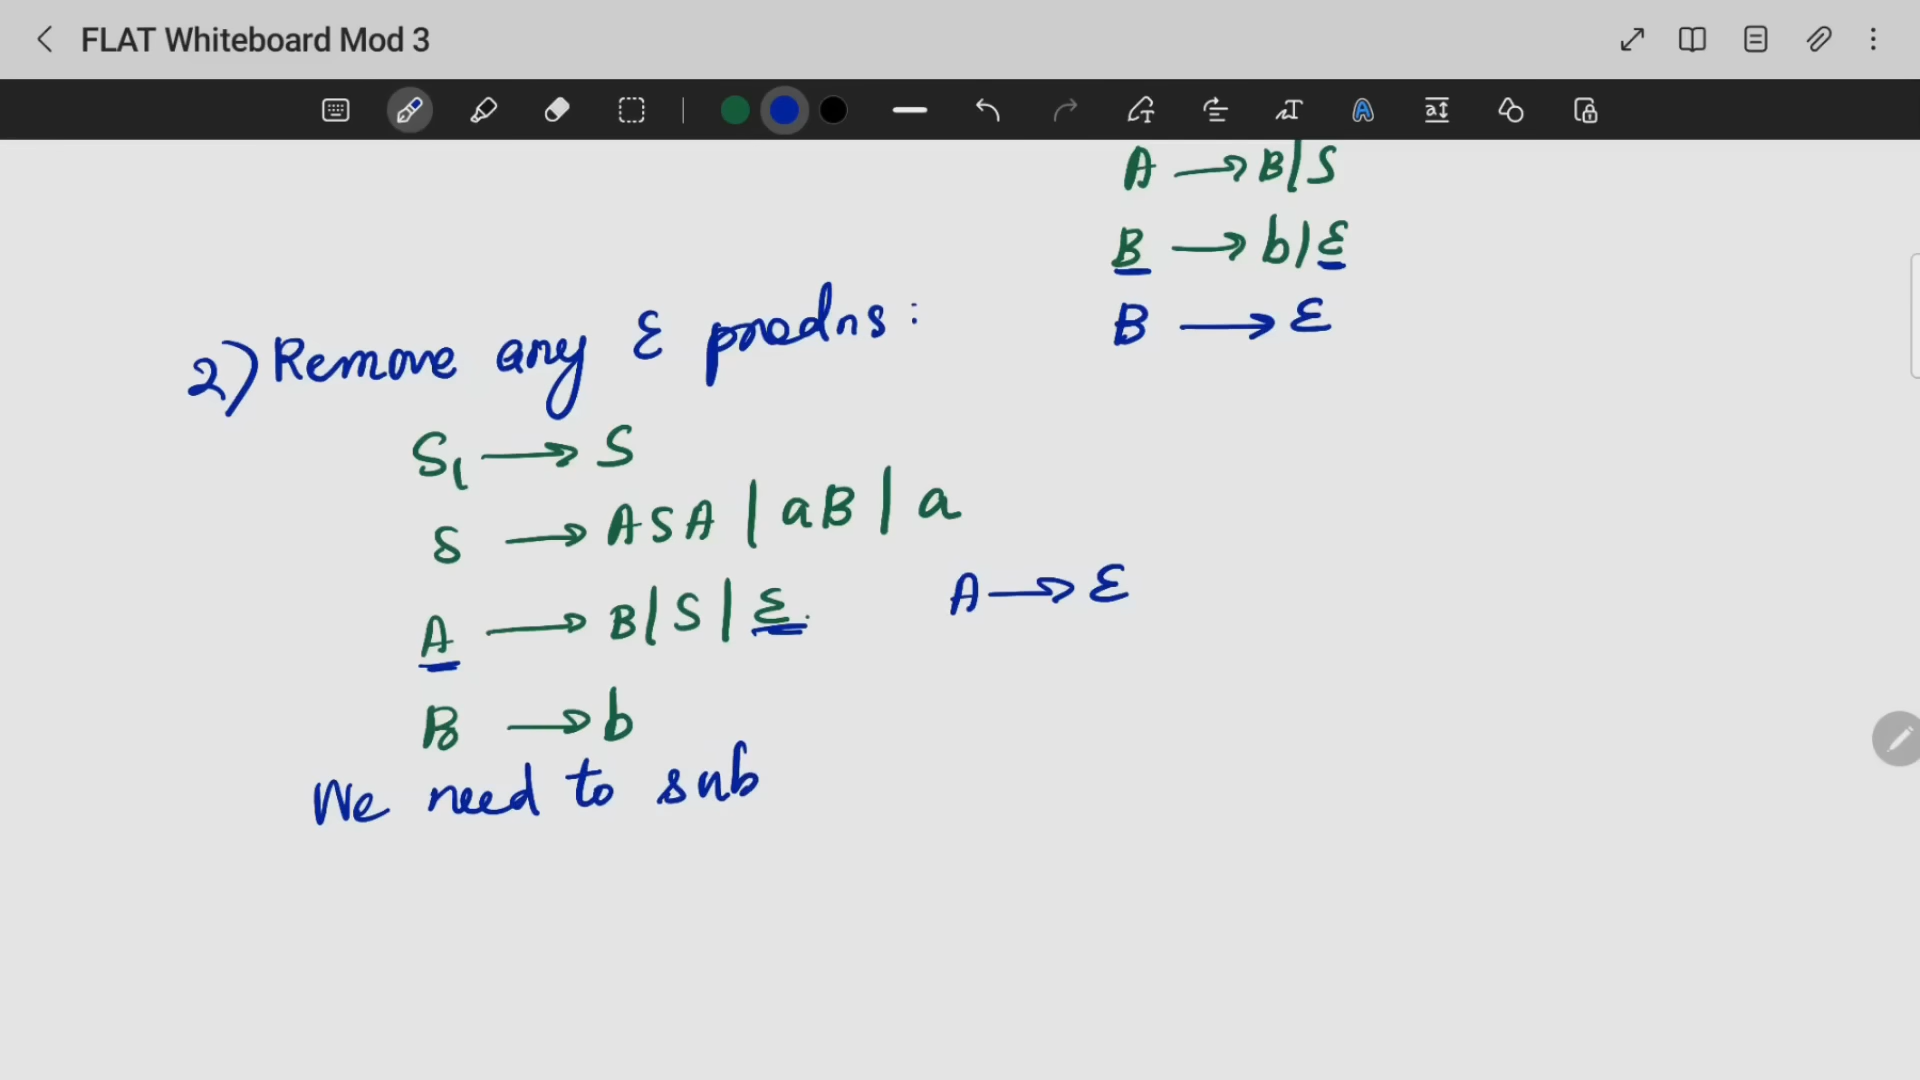 FLAT Whiteboard Mod 3
A → B|S
B → b|ε
B → ε
2) Remove any ε prodns :
S₁ → S
S → ASA | aB | a
A → B|S|ε
A → ε
B → b
We need to sub